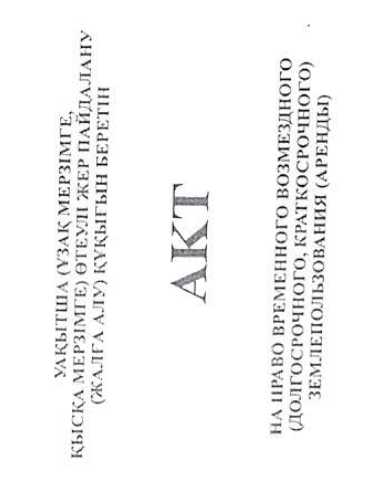 УАҚЫТША (ҰЗАҚ МЕРЗІМГЕ,
ҚЫСҚА МЕРЗІМГЕ) ӨТЕУЛІ ЖЕР ПАЙДАЛАНУ
(ЖАЛҒА АЛУ) ҚҰҚЫҒЫН БЕРЕТІН
АКТ
НА ПРАВО ВРЕМЕННОГО ВОЗМЕЗДНОГО
(ДОЛГОСРОЧНОГО, КРАТКОСРОЧНОГО)
ЗЕМЛЕПОЛЬЗОВАНИЯ (АРЕНДЫ)